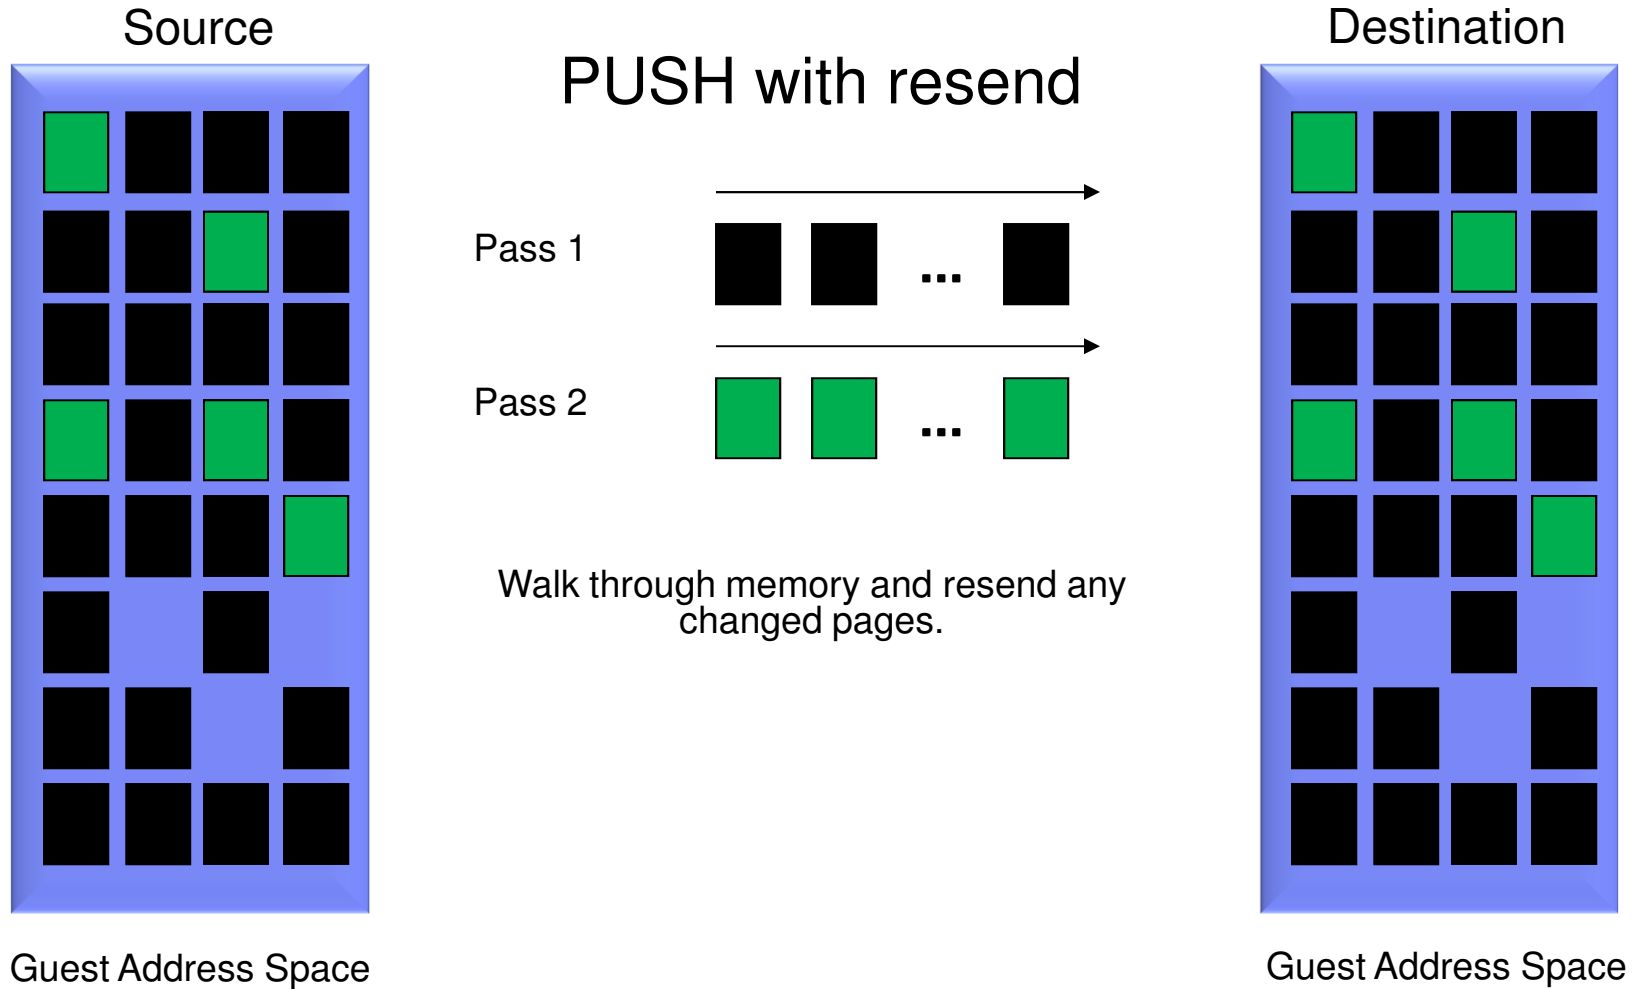 Source
Destination
PUSH with resend
Pass 1
...
Pass 2
...
Walk through memory and resend any
changed pages.
Guest Address Space
Guest Address Space